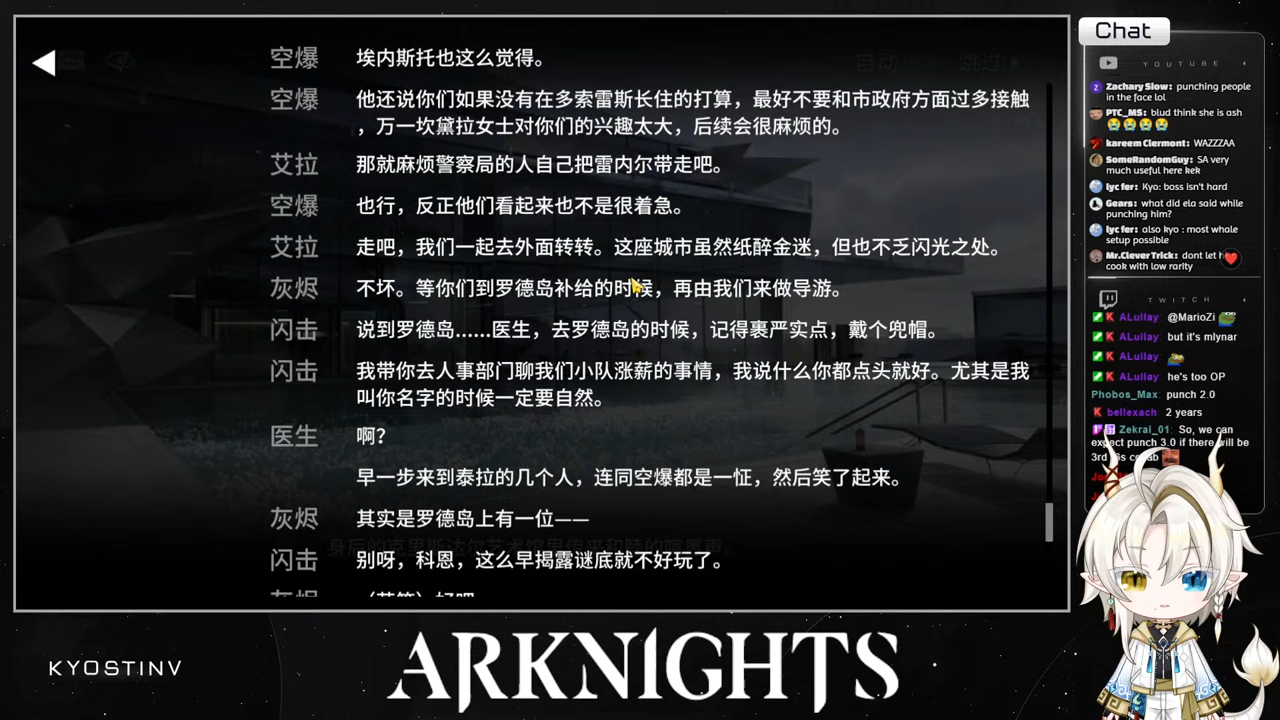 空爆 埃内斯托也这么觉得。
空爆 他还说你们如果没有在多索雷斯长住的打算，最好不要和市政府方面过多接触
，万一坎黛拉女士对你们的兴趣太大，后续会很麻烦的。
艾拉 那就麻烦警察局的人自己把雷内尔带走吧。
空爆 也行，反正他们看起来也不是很着急。
艾拉 走吧，我们一起去外面转转。这座城市虽然纸醉金迷，但也不乏闪光之处。
灰烬 不坏。等你们到罗德岛补给的时候，再由我们来做导游。
闪击 说到罗德岛……医生，去罗德岛的时候，记得裹严实点，戴个兜帽。
闪击 我带你去人事部门聊我们小队涨薪的事情，我说什么你都点头就好。尤其是我
叫你名字的时候一定要自然。
医生 啊？
早一步来到泰拉的几个人，连同空爆都是一怔，然后笑了起来。
灰烬 其实是罗德岛上有一位——
闪击 别呀，科恩，这么早揭露谜底就不好玩了。
自动 跳过
KYOSTINV
ARKNIGHTS
Chat
YOUTUBE
Zachary Slow: punching people
in the face lol
PTC_MS: blud think she is ash
kareem Clermont: WAZZZAA
SomeRandomGuy: SA very
much useful here kek
lyc fer: Kyo: boss isn't hard
Gears: what did ela said while
punching him?
lyc fer: also kyo : most whale
setup possible
Mr.CleverTrick: dont let
cook with low rarity
TWITCH
ALullay @MarioZi
ALullay but it's mlynar
ALullay
ALullay he's too OP
Phobos_Max: punch 2.0
bellexach 2 years
Zekrai_01: So, we can
expect punch 3.0 if there will be
3rd